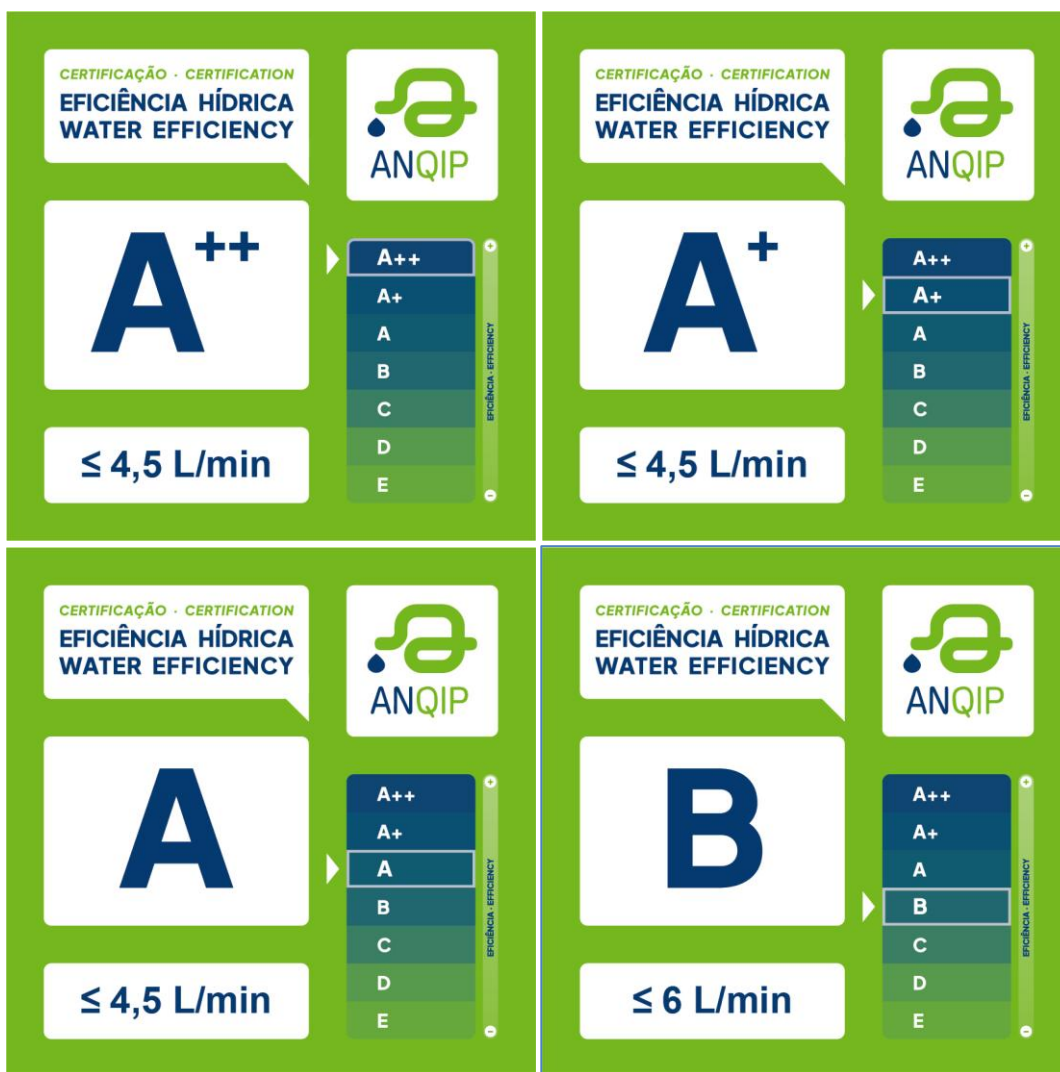 CERTIFICAÇÃO · CERTIFICATION
EFICIÊNCIA HÍDRICA
WATER EFFICIENCY
ANQIP
A++
A++
A+
A
B
C
D
E
EFICIÊNCIA · EFFICIENCY
≤ 4,5 L/min
CERTIFICAÇÃO · CERTIFICATION
EFICIÊNCIA HÍDRICA
WATER EFFICIENCY
ANQIP
A+
A++
A+
A
B
C
D
E
EFICIÊNCIA · EFFICIENCY
≤ 4,5 L/min
CERTIFICAÇÃO · CERTIFICATION
EFICIÊNCIA HÍDRICA
WATER EFFICIENCY
ANQIP
A
A++
A+
A
B
C
D
E
EFICIÊNCIA · EFFICIENCY
≤ 4,5 L/min
CERTIFICAÇÃO · CERTIFICATION
EFICIÊNCIA HÍDRICA
WATER EFFICIENCY
ANQIP
B
A++
A+
A
B
C
D
E
EFICIÊNCIA · EFFICIENCY
≤ 6 L/min